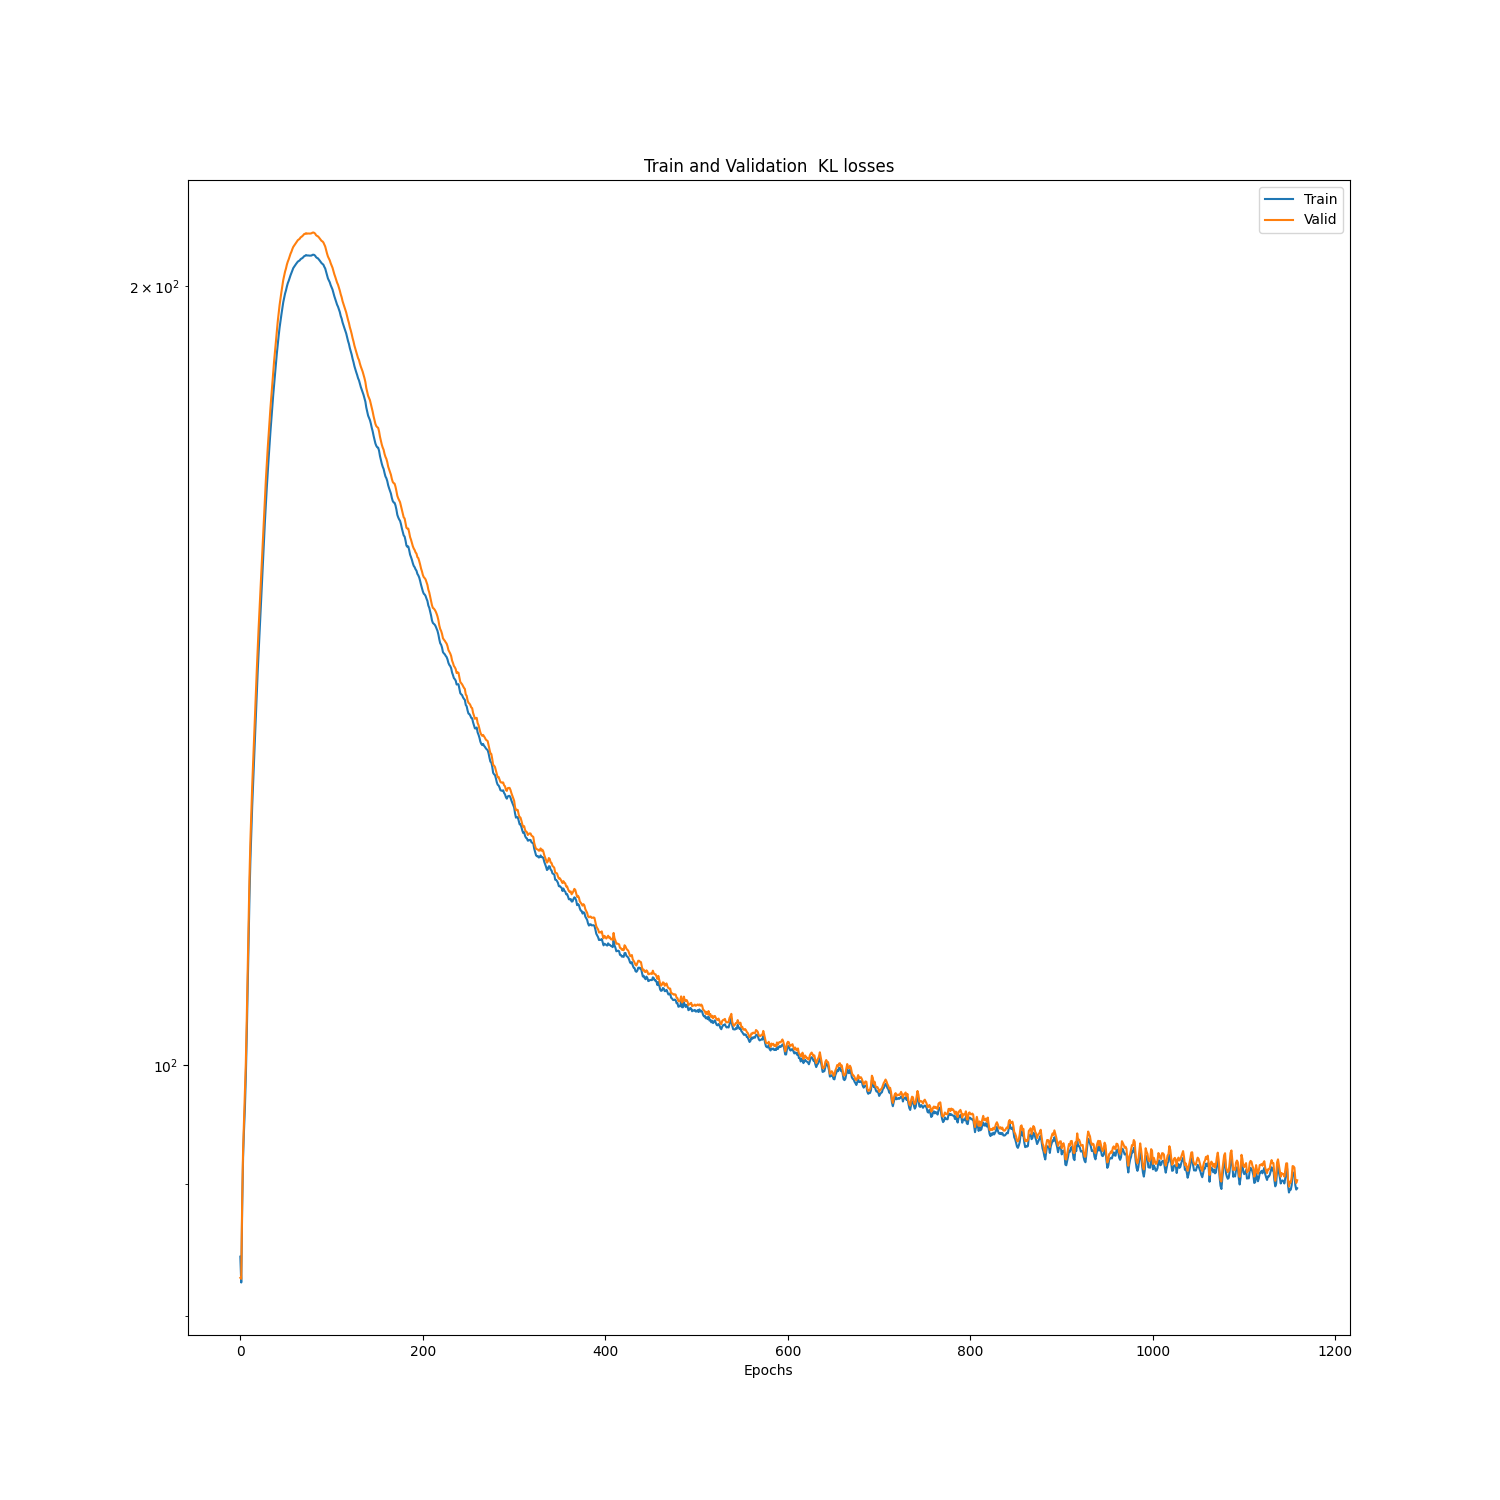 Train and Validation  KL losses
Train
Valid
2 × 10²
10²
0 200 400 600 800 1000 1200
Epochs